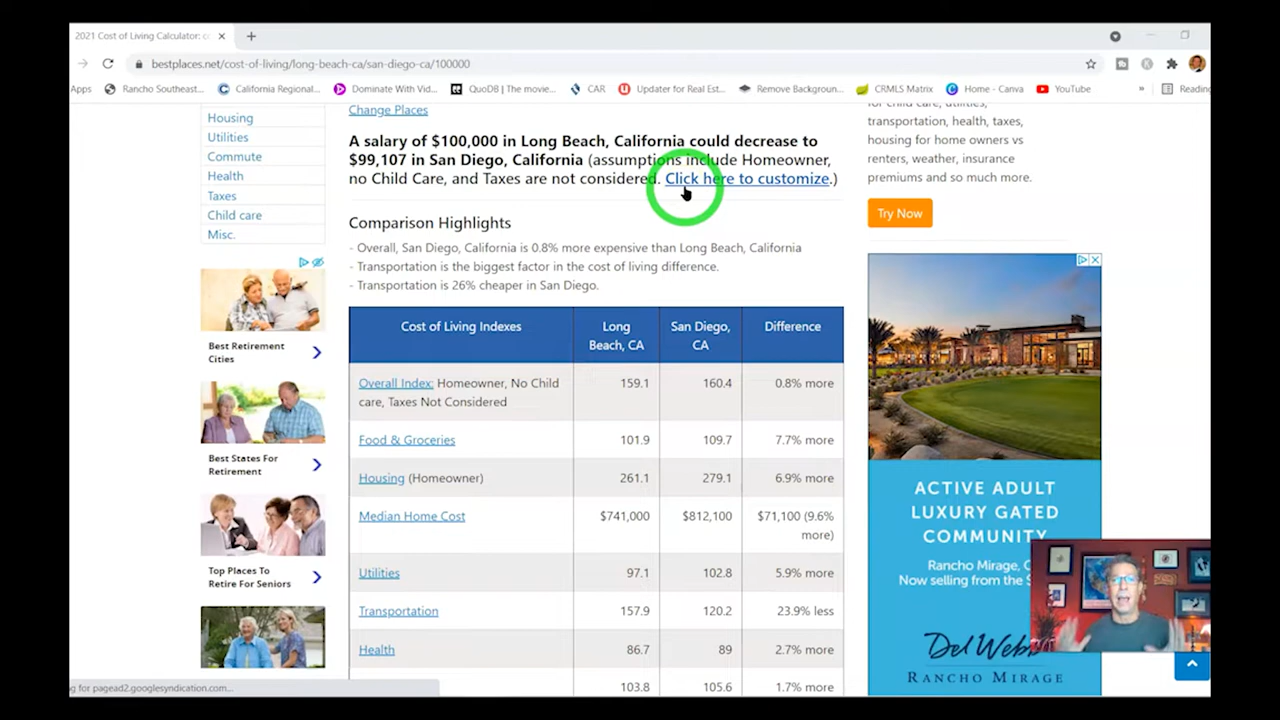 2021 Cost of Living Calculator: co
bestplaces.net/cost-of-living/long-beach-ca/san-diego-ca/100000
Apps
Rancho Southeast...
California Regional...
Dominate With Vid...
QuoDB | The movie...
CAR
Updater for Real Est...
Remove Backgroun...
CRMLS Matrix
Home - Canva
YouTube
»
Reading
Housing
Utilities
Commute
Health
Taxes
Child care
Misc.
Best Retirement
Cities
Best States For
Retirement
Top Places To
Retire For Seniors
Change Places
A salary of $100,000 in Long Beach, California could decrease to
$99,107 in San Diego, California (assumptions include Homeowner,
no Child Care, and Taxes are not considered. Click here to customize.)
Comparison Highlights
- Overall, San Diego, California is 0.8% more expensive than Long Beach, California
- Transportation is the biggest factor in the cost of living difference.
- Transportation is 26% cheaper in San Diego.
Cost of Living Indexes Long Beach, CA San Diego, CA Difference
Overall Index: Homeowner, No Child care, Taxes Not Considered 159.1 160.4 0.8% more
Food & Groceries 101.9 109.7 7.7% more
Housing (Homeowner) 261.1 279.1 6.9% more
Median Home Cost $741,000 $812,100 $71,100 (9.6% more)
Utilities 97.1 102.8 5.9% more
Transportation 157.9 120.2 23.9% less
Health 86.7 89 2.7% more
103.8 105.6 1.7% more
for child care, utilities,
transportation, health, taxes,
housing for home owners vs
renters, weather, insurance
premiums and so much more.
Try Now
ACTIVE ADULT
LUXURY GATED
COMMUNITY
Rancho Mirage, C
Now selling from the $
Del Webb
RANCHO MIRAGE
g for pagead2.googlesyndication.com...